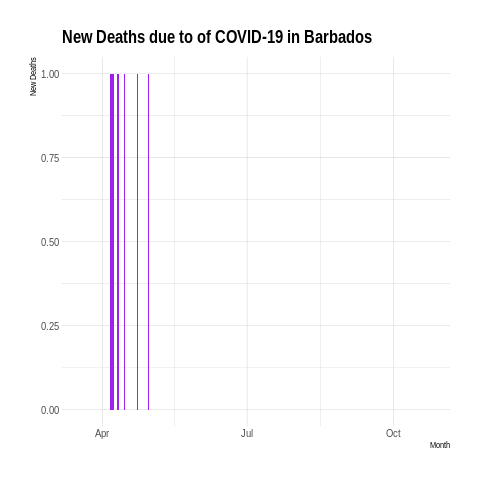 New Deaths due to of COVID-19 in Barbados
New Deaths
1.00
0.75
0.50
0.25
0.00
Apr Jul Oct
Month